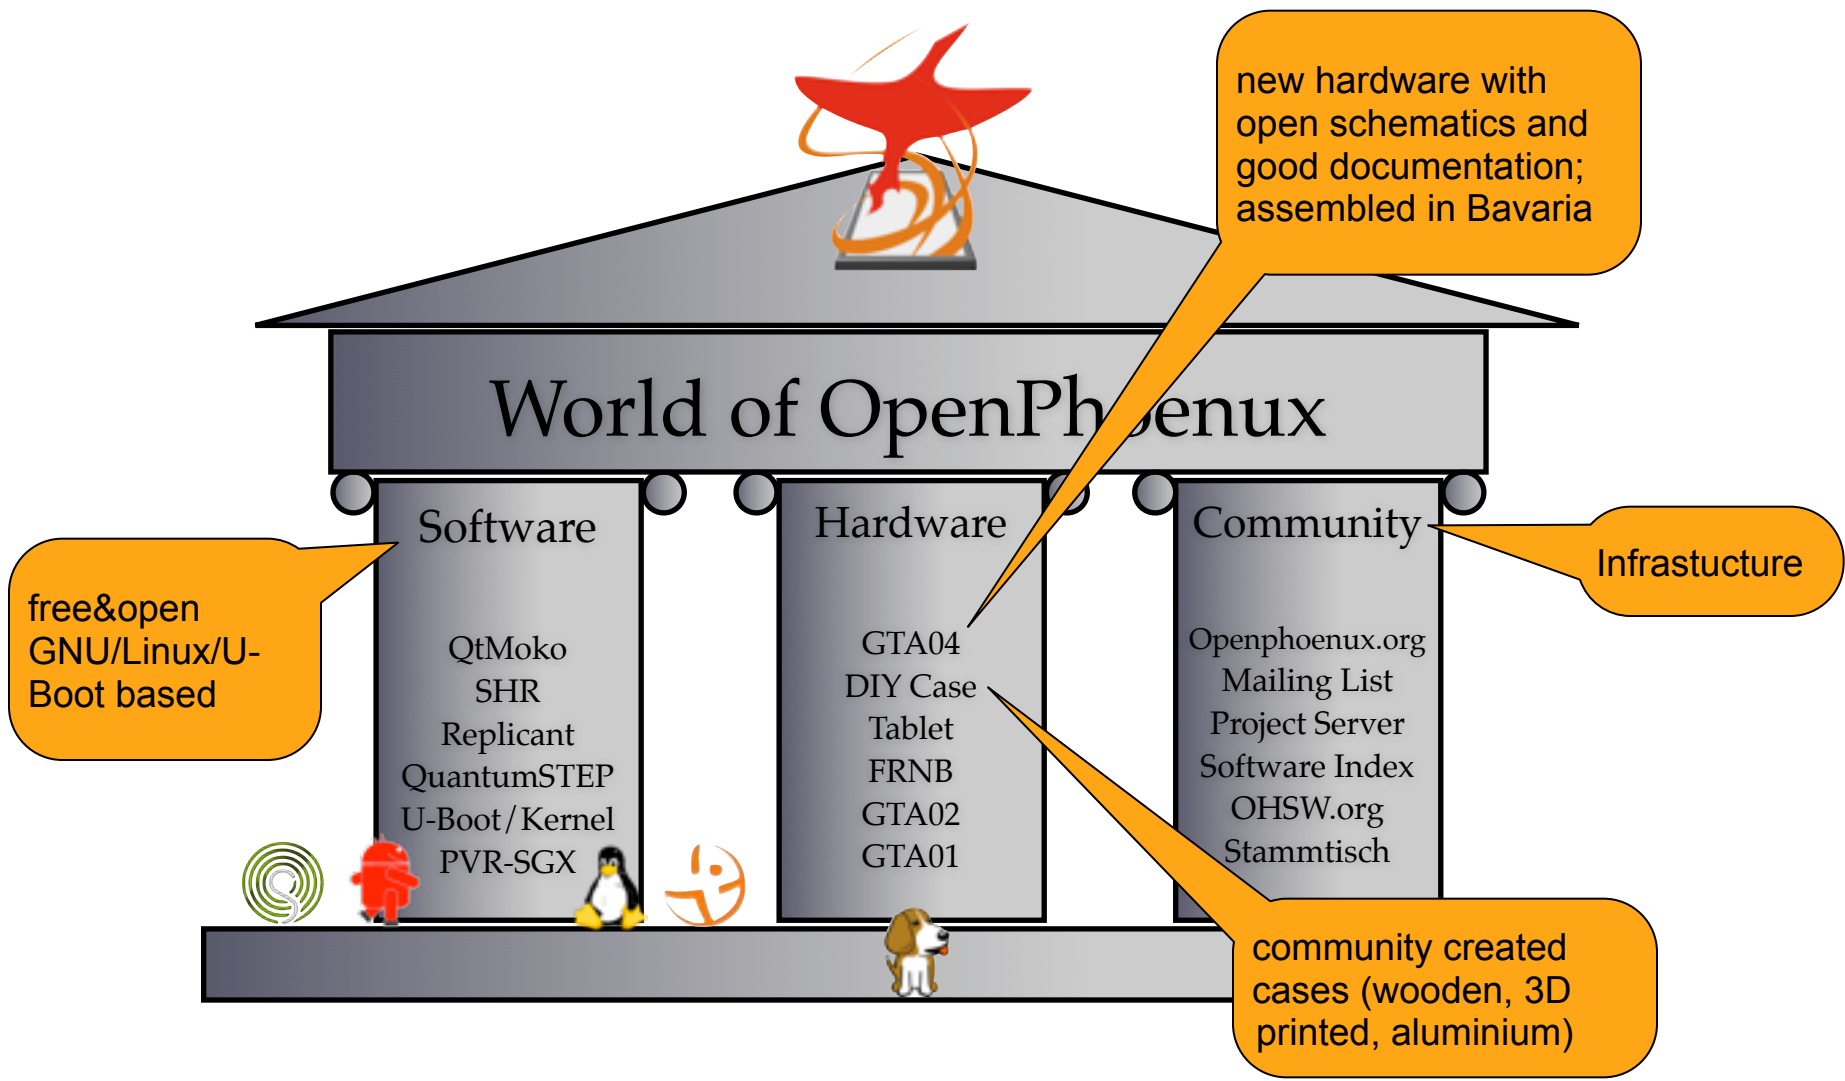 new hardware with
open schematics and
good documentation;
assembled in Bavaria
World of OpenPhoenux
Software
free&open
GNU/Linux/U-
Boot based
QtMoko
SHR
Replicant
QuantumSTEP
U-Boot/Kernel
PVR-SGX
Hardware
GTA04
DIY Case
Tablet
FRNB
GTA02
GTA01
Community
Infrastucture
Openphoenux.org
Mailing List
Project Server
Software Index
OHSW.org
Stammtisch
community created
cases (wooden, 3D
printed, aluminium)